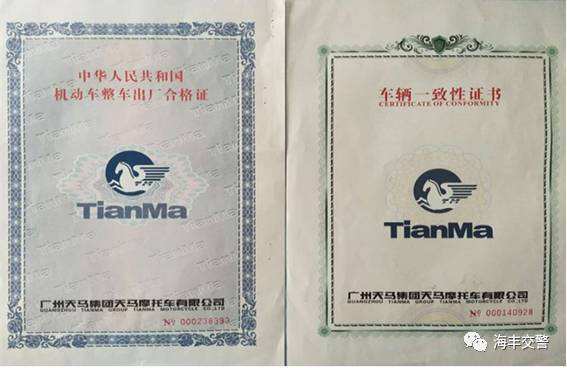 中华人民共和国
机动车整车出厂合格证
TianMa
广州天马集团天马摩托车有限公司
GUANGZHOU TIANMA GROUP TIANMA MOTORCYCLE CO.,LTD
№ 000238393
车辆一致性证书
CERTIFICATE OF CONFORMITY
TianMa
广州天马集团天马摩托车有限公司
GUANGZHOU TIANMA GROUP TIANMA MOTORCYCLE CO.,LTD
№ 000140928
海丰交警